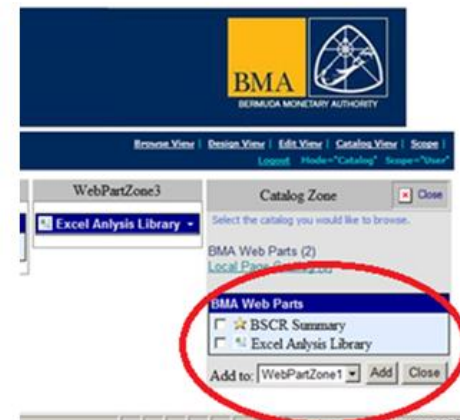 BMA
BERMUDA MONETARY AUTHORITY
Browse View | Design View | Edit View | Catalog View | Scope |
Logout Mode="Catalog" Scope="User"
WebPartZone3
Excel Anlysis Library
Catalog Zone
Close
Select the catalog you would like to browse.
BMA Web Parts (2)
Local Page Catalog
BMA Web Parts
BSCR Summary
Excel Anlysis Library
Add to: WebPartZone1 Add Close